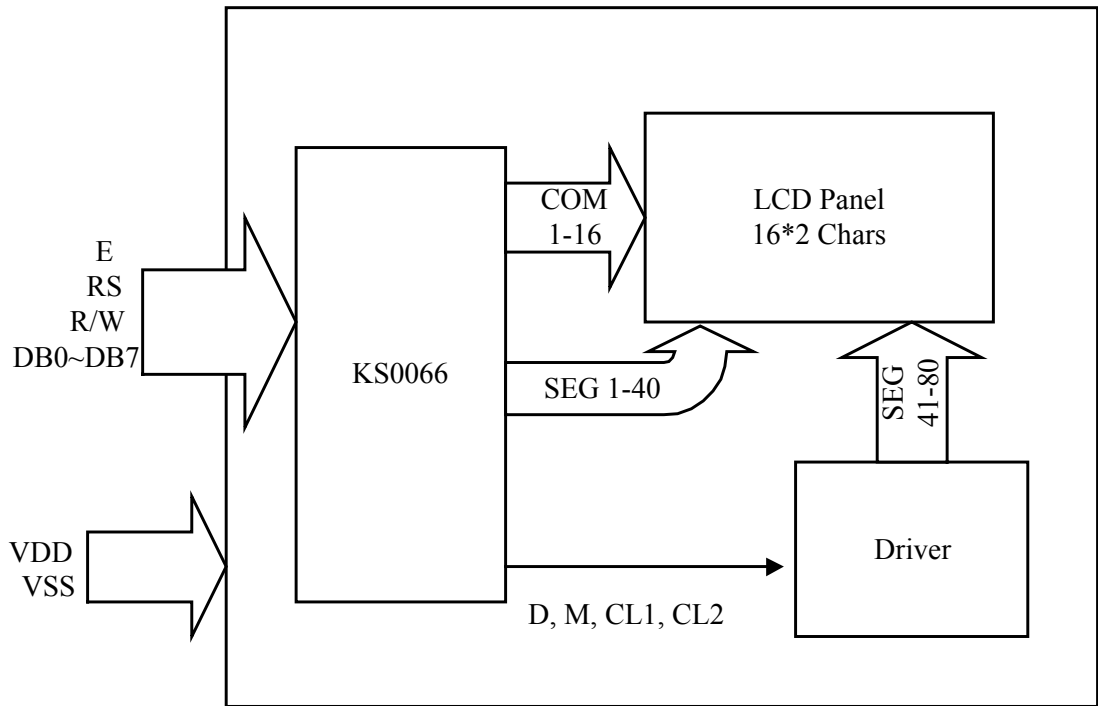 E
RS
R/W
DB0~DB7
VDD
VSS
KS0066
COM
1-16
SEG 1-40
D, M, CL1, CL2
LCD Panel
16*2 Chars
SEG
41-80
Driver